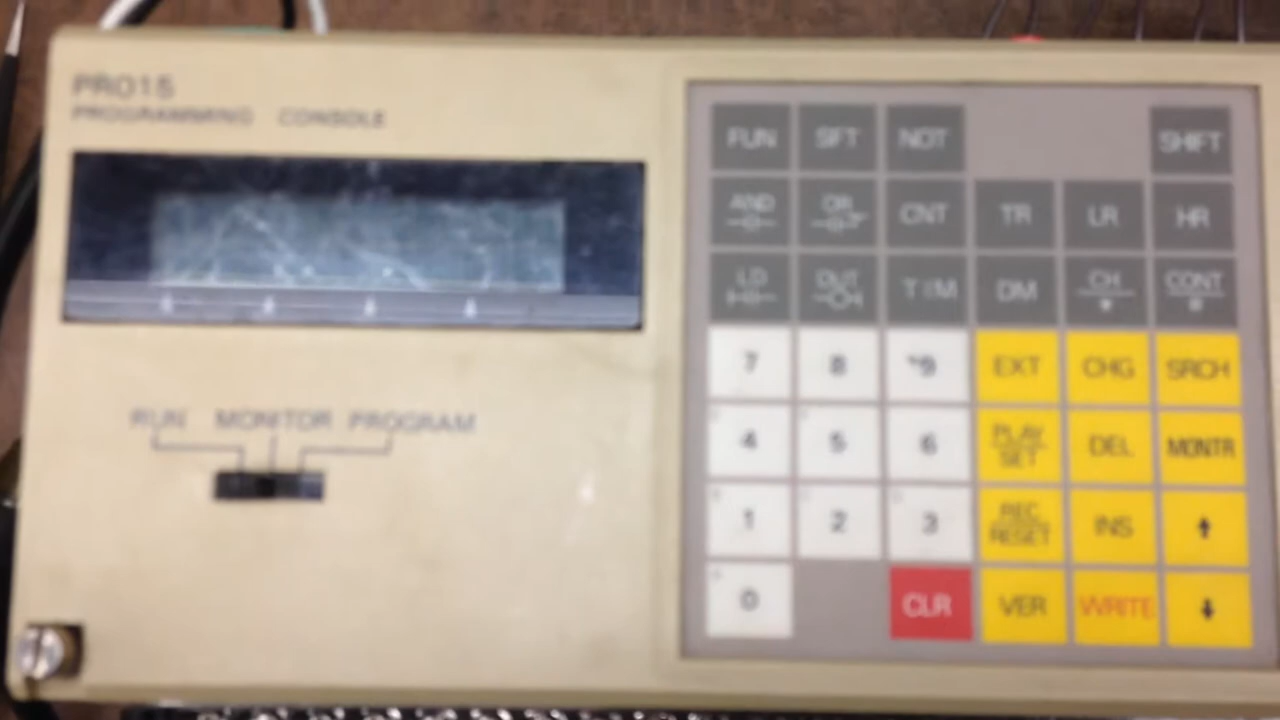 PRO15
PROGRAMMING CONSOLE
RUN MONITOR PROGRAM
FUN SFT NOT SHIFT
AND OR CNT TR LR HR
LD OUT TIM DM CH CONT
* #
7 8 9 EXT CHG SRCH
4 5 6 PLAY SET DEL MONTR
1 2 3 REC RESET INS ↑
0 CLR VER WRITE ↓